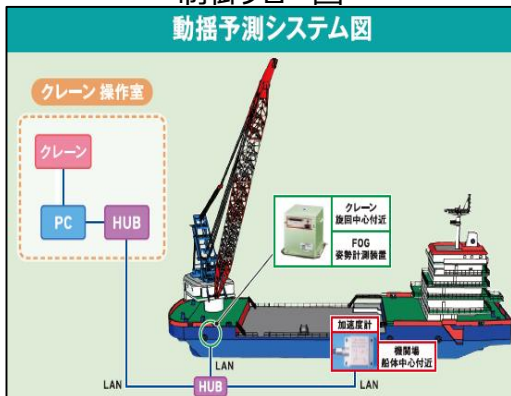 動揺予測システム図
クレーン 操作室
クレーン
PC
HUB
クレーン
旋回中心付近
FOG
姿勢計測装置
加速度計
機関場
船体中心付近
LAN
LAN
HUB
LAN